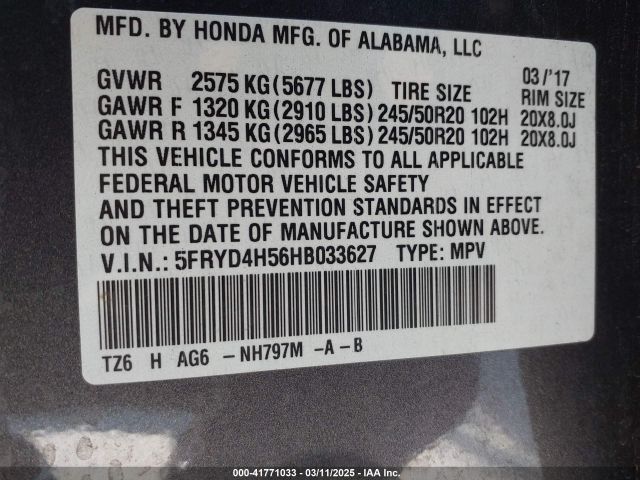 MFD. BY HONDA MFG. OF ALABAMA, LLC
03/'17
GVWR 2575 KG(5677 LBS) TIRE SIZE RIM SIZE
GAWR F 1320 KG(2910 LBS) 245/50R20 102H 20X8.0J
GAWR R 1345 KG(2965 LBS) 245/50R20 102H 20X8.0J
THIS VEHICLE CONFORMS TO ALL APPLICABLE
FEDERAL MOTOR VEHICLE SAFETY
AND THEFT PREVENTION STANDARDS IN EFFECT
ON THE DATE OF MANUFACTURE SHOWN ABOVE.
V.I.N.: 5FRYD4H56HB033627 TYPE: MPV
TZ6 H AG6 -NH797M -A-B
000-41771033 - 03/11/2025 - IAA Inc.